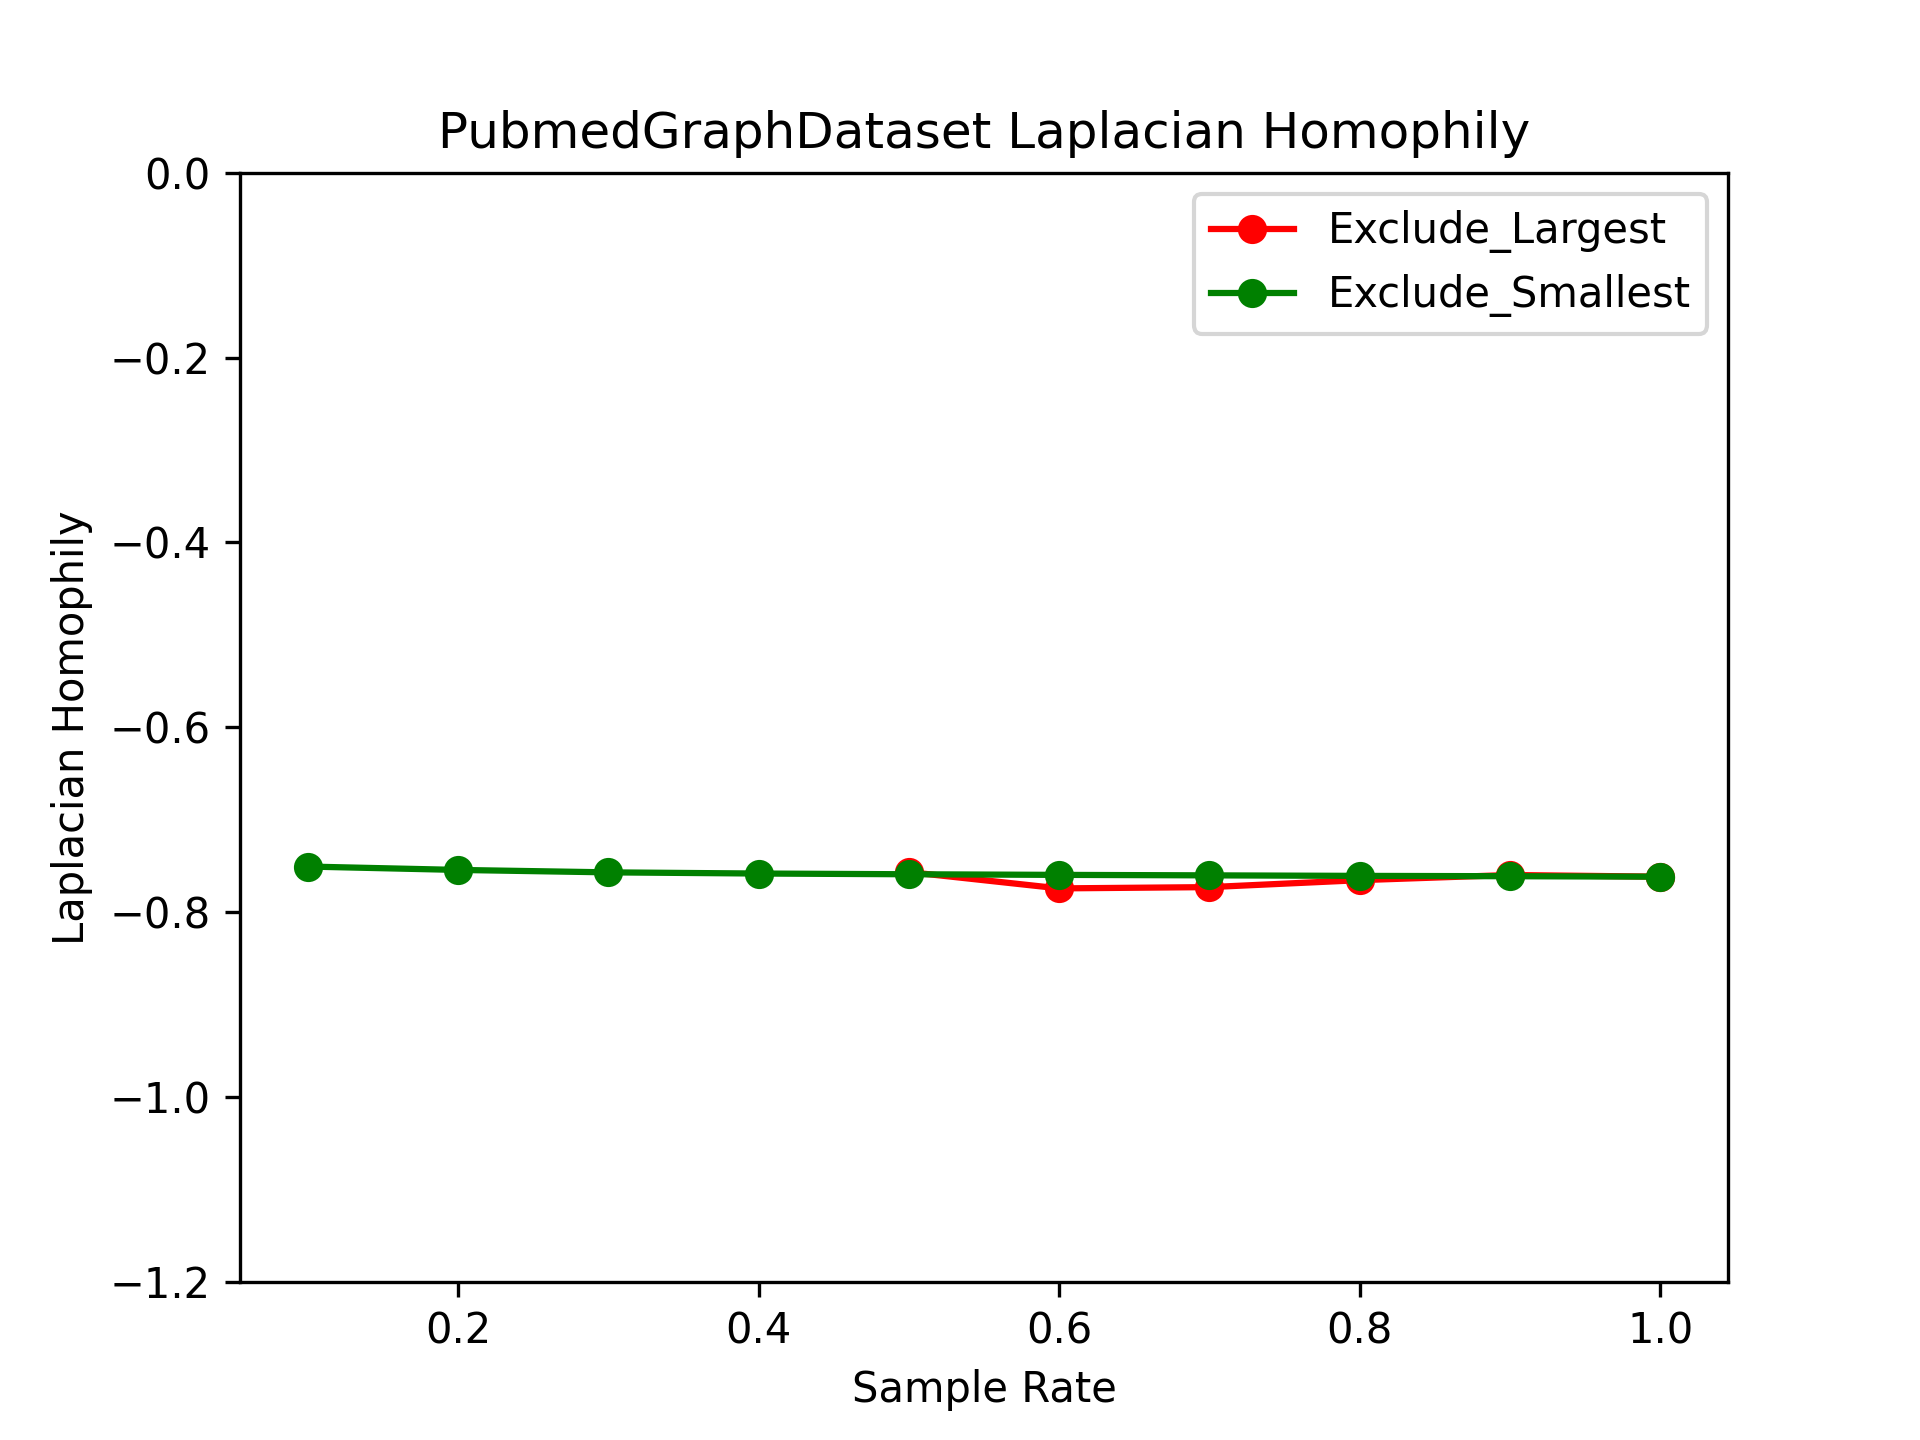 PubmedGraphDataset Laplacian Homophily
Exclude_Largest
Exclude_Smallest
Laplacian Homophily
0.0
−0.2
−0.4
−0.6
−0.8
−1.0
−1.2
0.2 0.4 0.6 0.8 1.0
Sample Rate